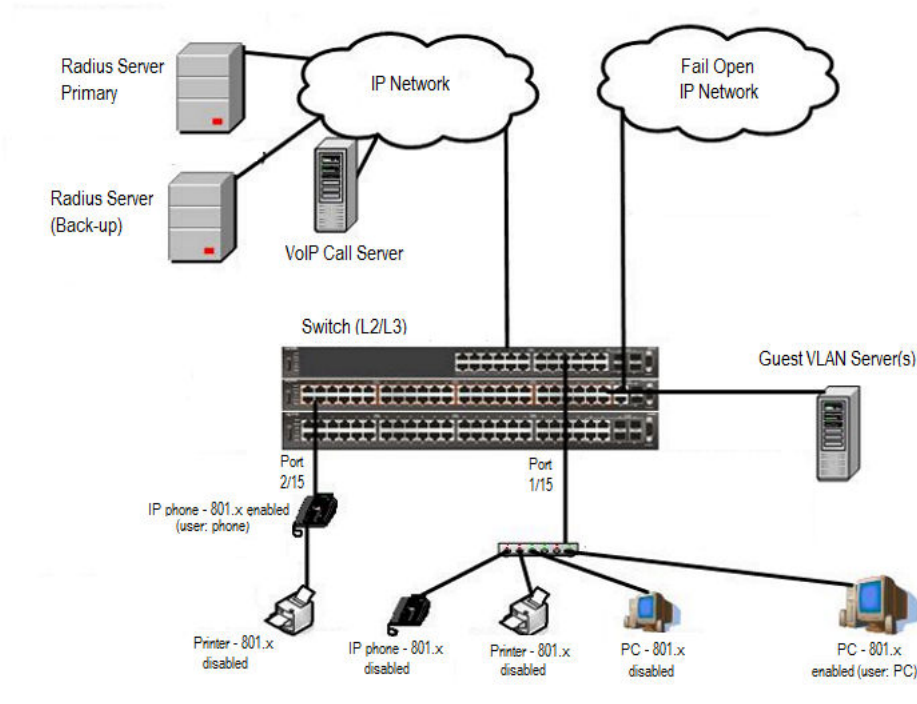 Radius Server
Primary
IP Network
Fail Open
IP Network
Radius Server
(Back-up)
VoIP Call Server
Switch (L2/L3)
Guest VLAN Server(s)
Port
2/15
Port
1/15
IP phone - 801.x enabled
(user: phone)
Printer - 801.x
disabled
IP phone - 801.x
disabled
Printer - 801.x
disabled
PC - 801.x
disabled
PC - 801.x
enabled (user: PC)